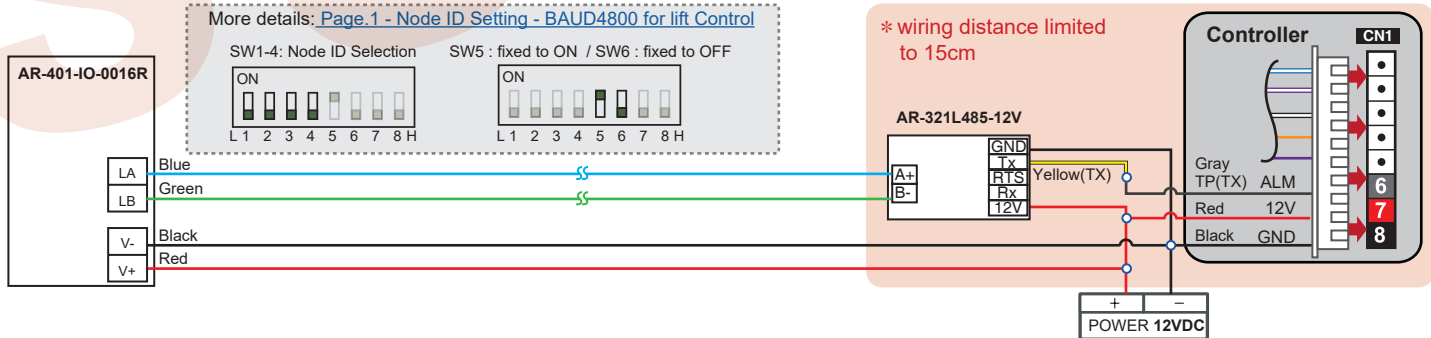 More details: Page.1 - Node ID Setting - BAUD4800 for lift Control
SW1-4: Node ID Selection
SW5 : fixed to ON / SW6 : fixed to OFF
ON
L 1 2 3 4 5 6 7 8 H
ON
L 1 2 3 4 5 6 7 8 H
AR-401-IO-0016R
LA
Blue
LB
Green
V-
Black
V+
Red
* wiring distance limited
to 15cm
AR-321L485-12V
A+
B-
GND
Tx
RTS
Rx
12V
Yellow(TX)
Controller
CN1
Gray
TP(TX) ALM
6
Red 12V
7
Black GND
8
+ −
POWER 12VDC